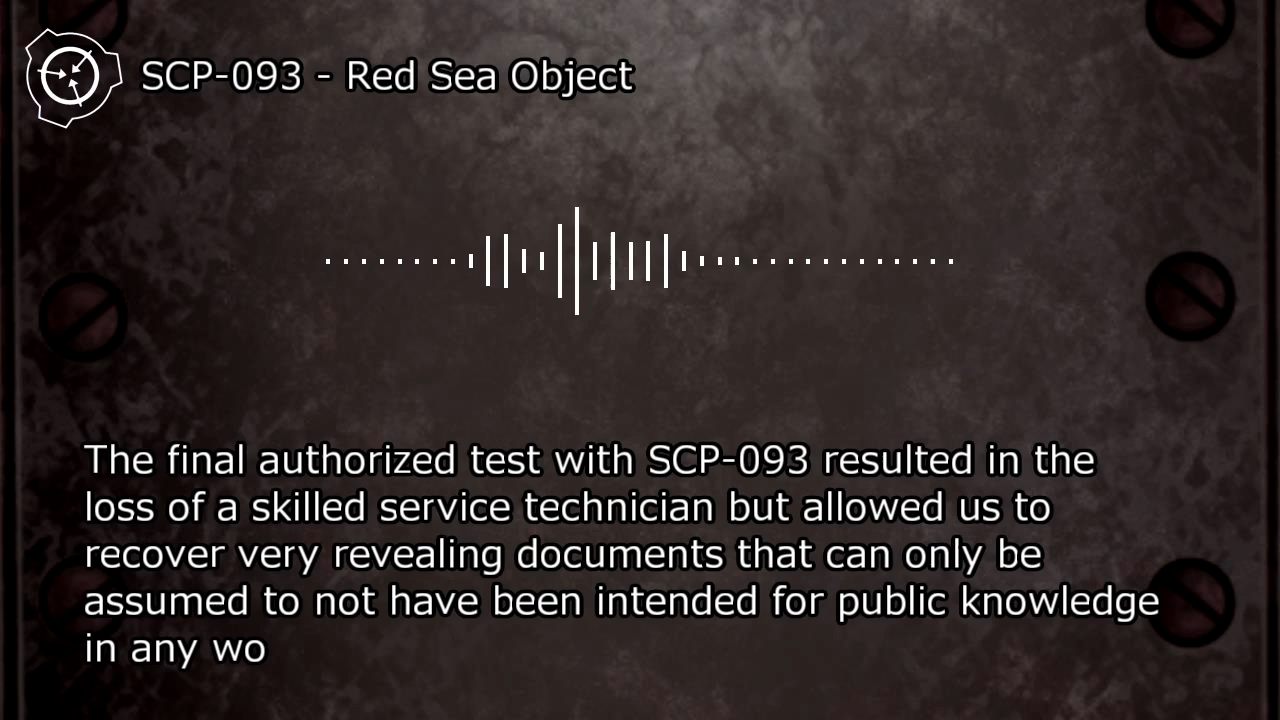 SCP-093 - Red Sea Object
The final authorized test with SCP-093 resulted in the
loss of a skilled service technician but allowed us to
recover very revealing documents that can only be
assumed to not have been intended for public knowledge
in any wo